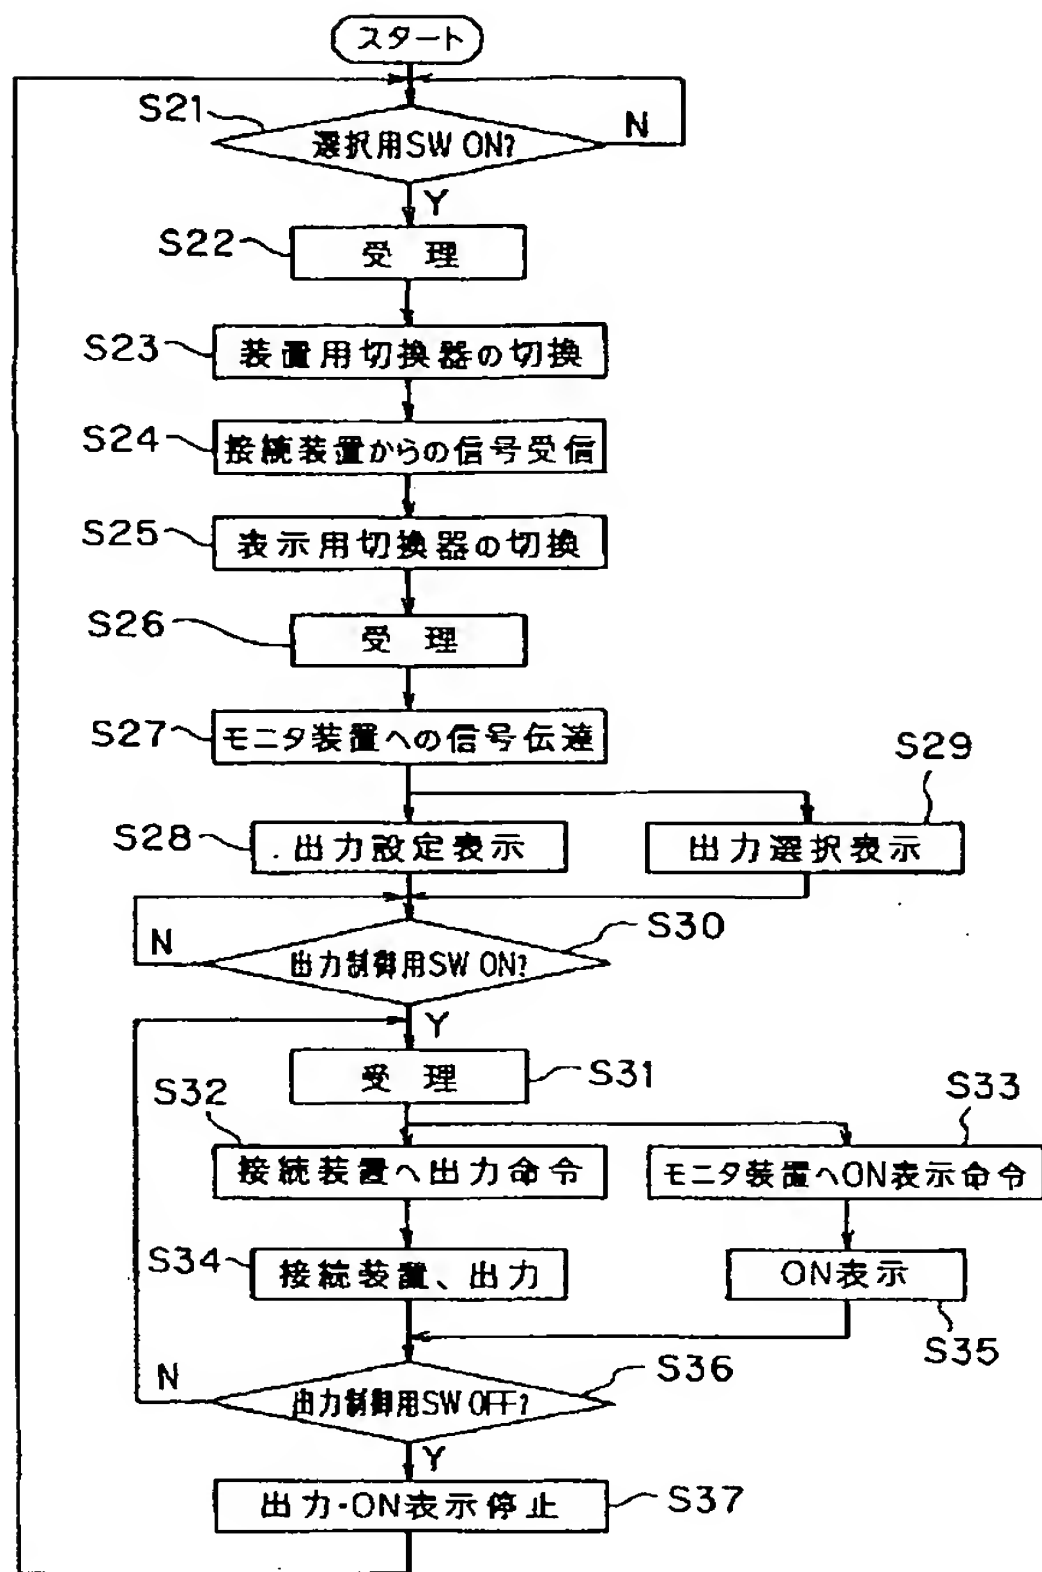 スタート
S21
選択用SW ON?
N
Y
S22
受 理
S23
装置用切換器の切換
S24
接続装置からの信号受信
S25
表示用切換器の切換
S26
受 理
S27
モニタ装置への信号伝達
S29
S28
出力設定表示
出力選択表示
S30
N
出力制御用SW ON?
Y
受 理
S31
S32
S33
接続装置へ出力命令
モニタ装置へON表示命令
S34
接続装置、出力
ON表示
S35
S36
N
出力制御用SW OFF?
Y
出力・ON表示停止
S37